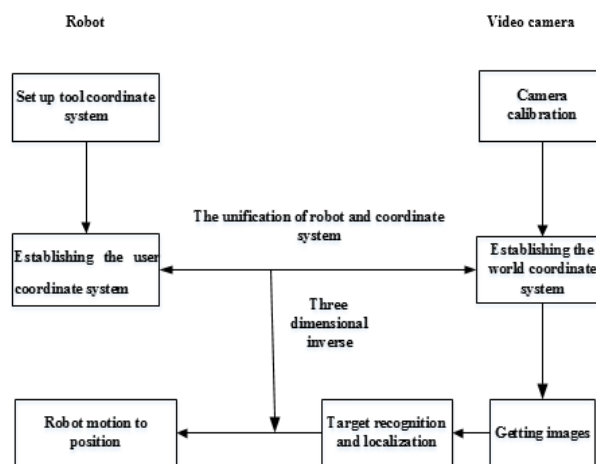 Robot
Video camera
Set up tool coordinate
system
Camera
calibration
The unification of robot and coordinate
system
Establishing the user
coordinate system
Establishing the
world coordinate
system
Three
dimensional
inverse
Robot motion to
position
Target recognition
and localization
Getting images